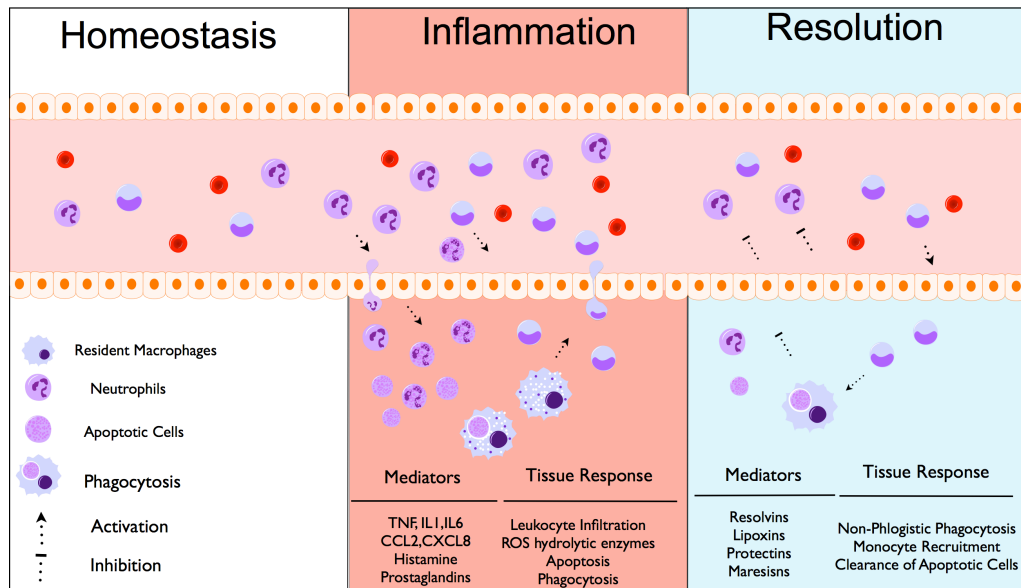 Homeostasis
Inflammation
Resolution
Resident Macrophages
Neutrophils
Apoptotic Cells
Phagocytosis
Activation
Inhibition
Mediators
Tissue Response
TNF, IL1,IL6
CCL2,CXCL8
Histamine
Prostaglandins
Leukocyte Infiltration
ROS hydrolytic enzymes
Apoptosis
Phagocytosis
Mediators
Tissue Response
Resolvins
Lipoxins
Protectins
Maresisns
Non-Phlogistic Phagocytosis
Monocyte Recruitment
Clearance of Apoptotic Cells